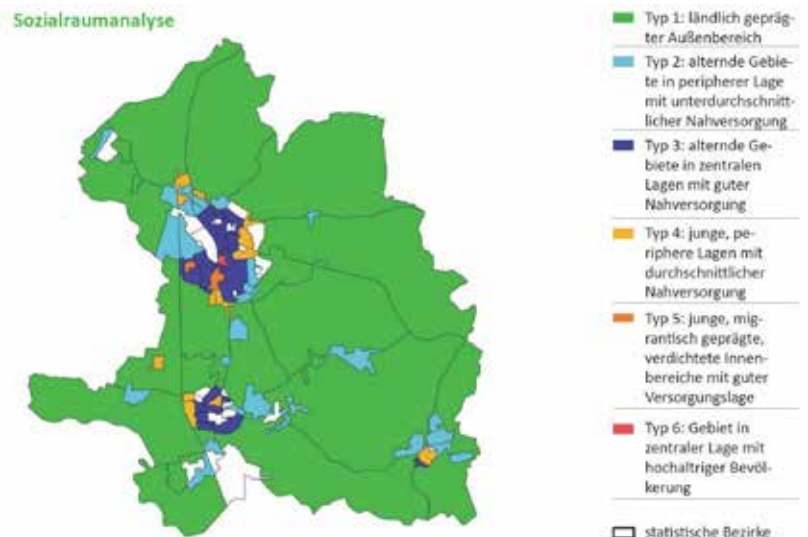 Sozialraumanalyse
Typ 1: ländlich gepräg-
ter Außenbereich
Typ 2: alternde Gebie-
te in peripherer Lage
mit unterdurchschnitt-
licher Nahversorgung
Typ 3: alternde Ge-
biete in zentralen
Lagen mit guter
Nahversorgung
Typ 4: junge, pe-
riphere Lagen mit
durchschnittlicher
Nahversorgung
Typ 5: junge, mig-
rantisch geprägte,
verdichtete Innen-
bereiche mit guter
Versorgungslage
Typ 6: Gebiet in
zentraler Lage mit
hochaltriger Bevöl-
kerung
statistische Bezirke